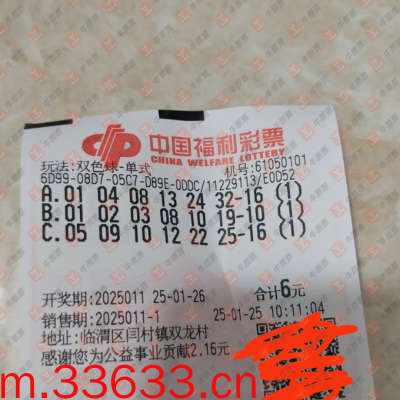 中国福利彩票
CHINA WELFARE LOTTERY
玩法:双色球-单式 机号:61050101
6D99-08D7-05C7-D89E-0DDC/11229113/E0D52
A.01 04 08 13 24 32-16 (1)
B.01 02 03 08 10 19-10 (1)
C.05 09 10 12 22 25-16 (1)
开奖期:2025011 25-01-26 合计6元
销售期:2025011-1 25-01-25 10:11:04
地址:临渭区闫村镇双龙村
感谢您为公益事业贡献2.16元
m.33633.cn